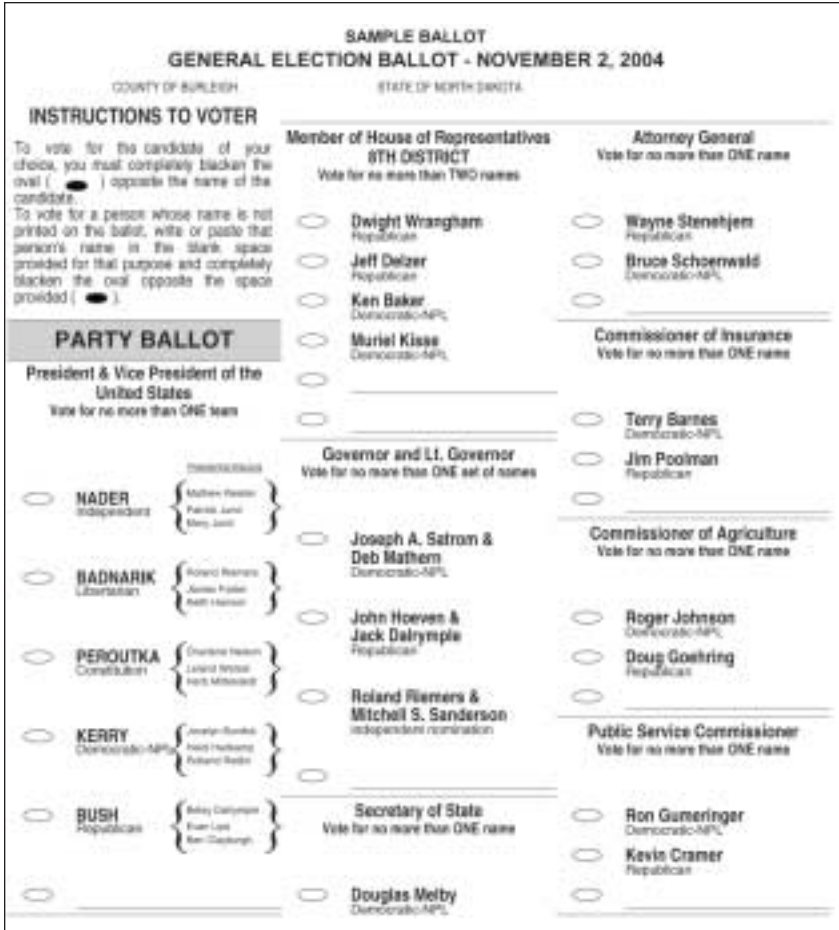 SAMPLE BALLOT
GENERAL ELECTION BALLOT - NOVEMBER 2, 2004
COUNTY OF BURLEIGH
STATE OF NORTH DAKOTA
INSTRUCTIONS TO VOTER
To vote for the candidate of your
choice, you must completely blacken the
oval ( ) opposite the name of the
candidate.
To vote for a person whose name is not
printed on the ballot, write or paste that
person's name in the blank space
provided for that purpose and completely
blacken the oval opposite the space
provided ( ).
PARTY BALLOT
President & Vice President of the
United States
Vote for no more than ONE team
NADER
Independent
BADNARIK
Libertarian
PEROUTKA
Constitution
KERRY
Democratic-NPL
BUSH
Republican
Member of House of Representatives
8TH DISTRICT
Vote for no more than TWO names
Dwight Wrangham
Republican
Jeff Delzer
Republican
Ken Baker
Democratic-NPL
Muriel Kisse
Democratic-NPL
Governor and Lt. Governor
Vote for no more than ONE set of names
Joseph A. Satrom &
Deb Mathern
Democratic-NPL
John Hoeven &
Jack Dalrymple
Republican
Roland Riemers &
Mitchell S. Sanderson
independent nomination
Secretary of State
Vote for no more than ONE name
Douglas Melby
Democratic-NPL
Attorney General
Vote for no more than ONE name
Wayne Stenehjem
Republican
Bruce Schoenwald
Democratic-NPL
Commissioner of Insurance
Vote for no more than ONE name
Terry Barnes
Democratic-NPL
Jim Poolman
Republican
Commissioner of Agriculture
Vote for no more than ONE name
Roger Johnson
Democratic-NPL
Doug Goehring
Republican
Public Service Commissioner
Vote for no more than ONE name
Ron Gumeringer
Democratic-NPL
Kevin Cramer
Republican